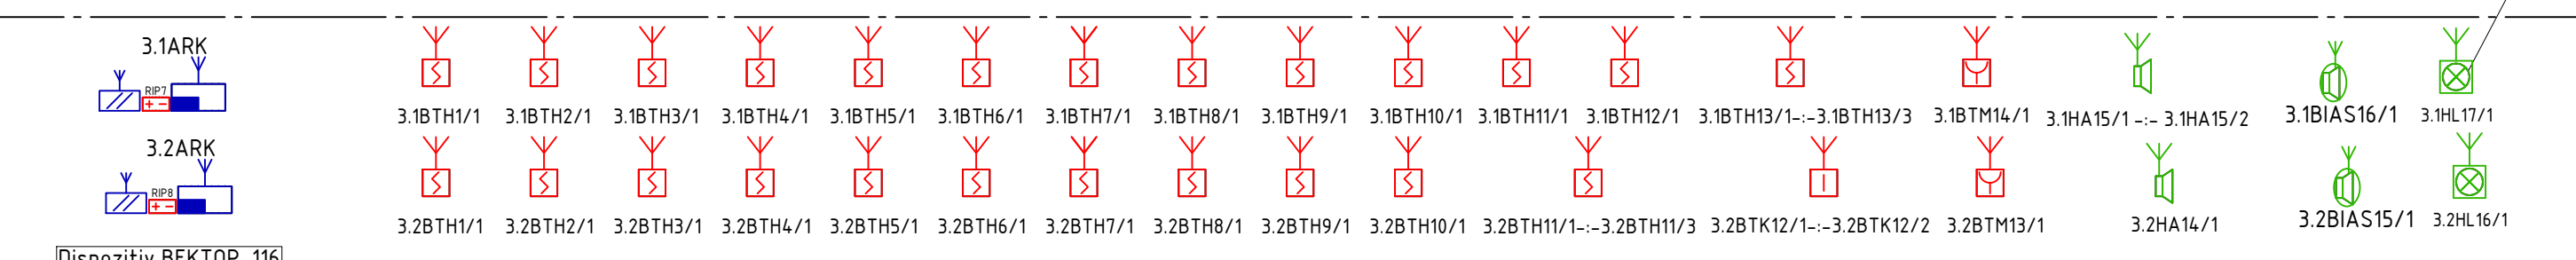 3.1ARK
RIP7
+ -
3.1BTH1/1 3.1BTH2/1 3.1BTH3/1 3.1BTH4/1 3.1BTH5/1 3.1BTH6/1 3.1BTH7/1 3.1BTH8/1 3.1BTH9/1 3.1BTH10/1 3.1BTH11/1 3.1BTH12/1 3.1BTH13/1-:-3.1BTH13/3 3.1BTM14/1 3.1HA15/1 -:- 3.1HA15/2 3.1BIAS16/1 3.1HL17/1
3.2ARK
RIP8
+ -
3.2BTH1/1 3.2BTH2/1 3.2BTH3/1 3.2BTH4/1 3.2BTH5/1 3.2BTH6/1 3.2BTH7/1 3.2BTH8/1 3.2BTH9/1 3.2BTH10/1 3.2BTH11/1-:-3.2BTH11/3 3.2BTK12/1-:-3.2BTK12/2 3.2BTM13/1 3.2HA14/1 3.2BIAS15/1 3.2HL16/1
Dispozitiv ВЕКТОР 116